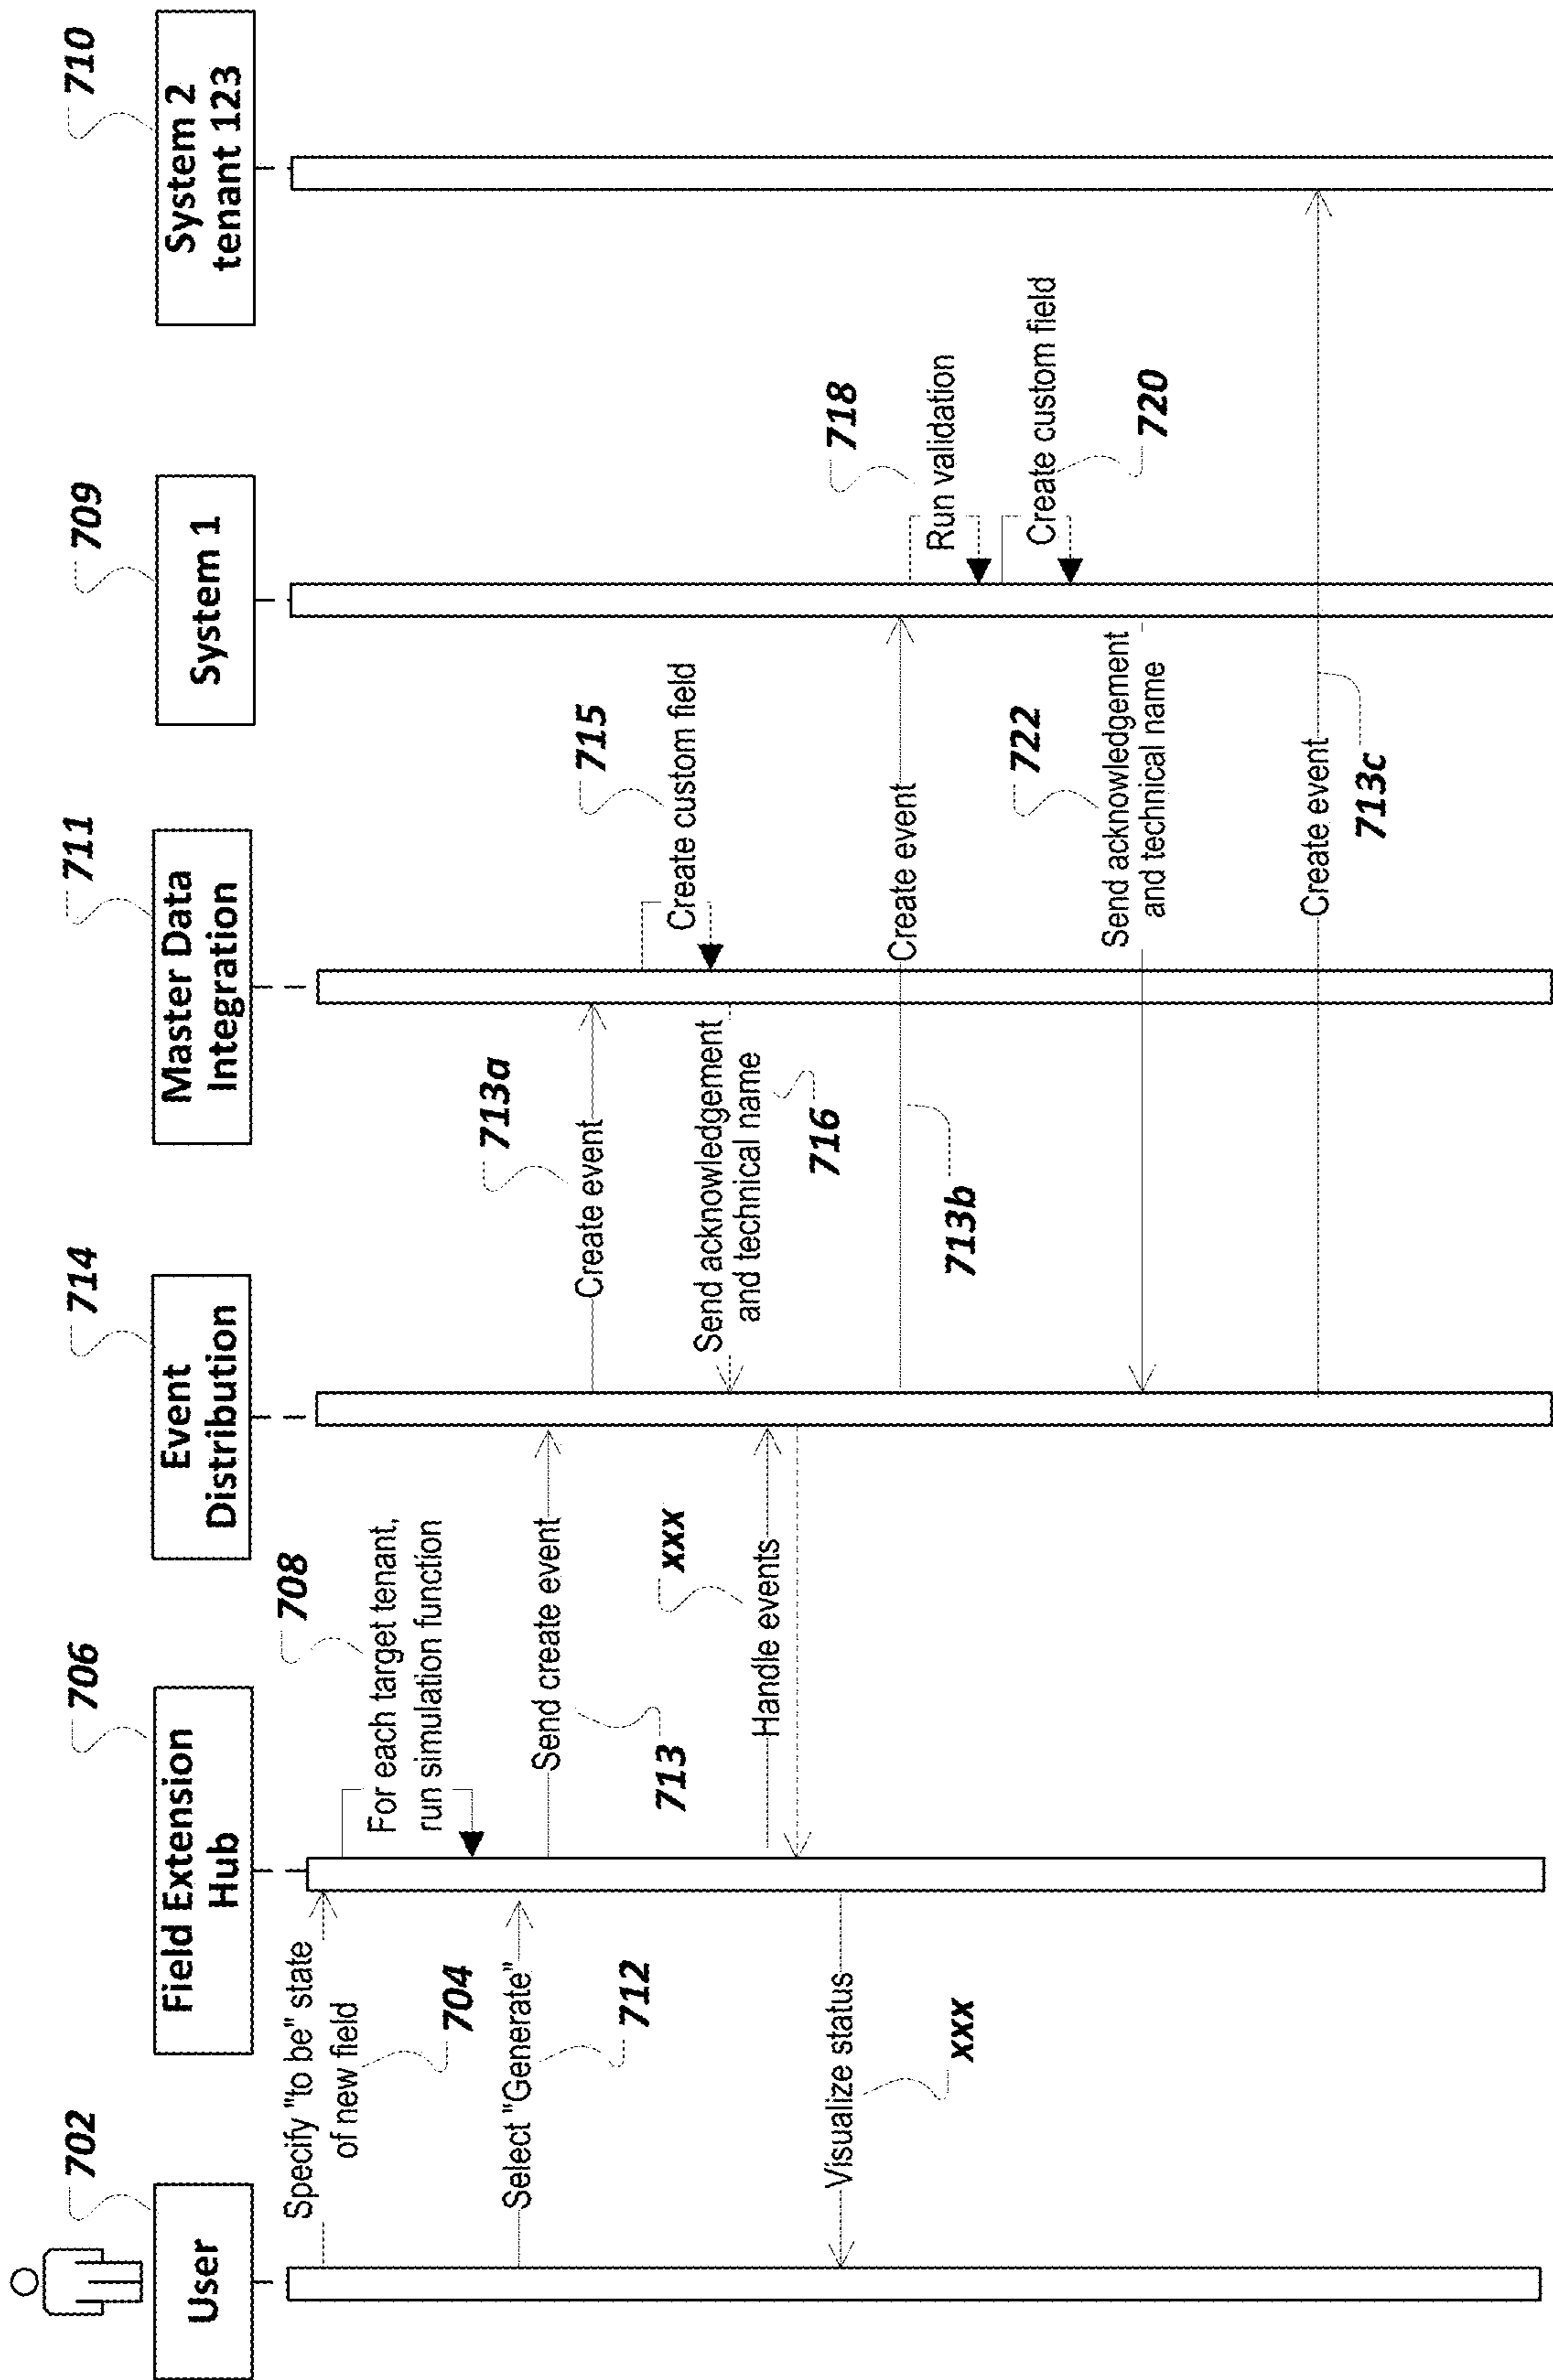 702
User
706
Field Extension
Hub
714
Event
Distribution
711
Master Data
Integration
709
System 1
710
System 2
tenant 123
Specify "to be" state
of new field
704
708
For each target tenant,
run simulation function
Select "Generate"
712
Send create event
713
Create event
713a
715
Create custom field
Send acknowledgement
and technical name
716
Handle events
xxx
Visualize status
xxx
Create event
713b
718
Run validation
Create custom field
720
722
Send acknowledgement
and technical name
Create event
713c